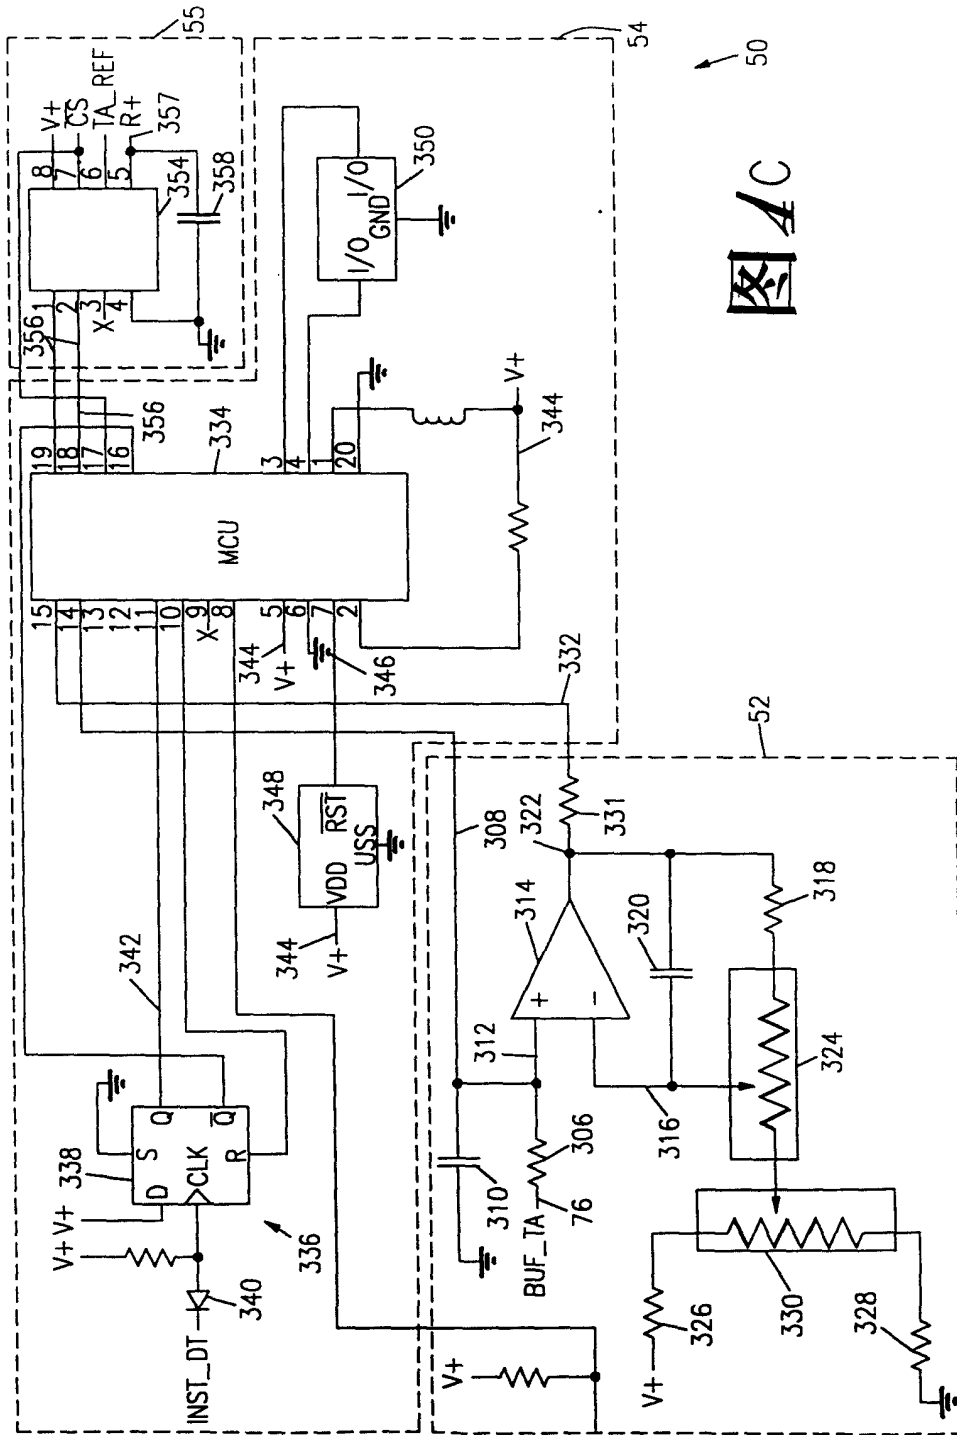 55
V+
CS
TA_REF
R+
357
8
7
6
5
354
358
1
2
3
4
X
356
356
54
50
350
I/O
I/O
GND
334
19
18
17
16
3
4
1
20
MCU
V+
344
15
14
13
12
11
10
9
8
5
6
7
2
X
344
V+
346
332
342
348
VDD
RST
USS
344
V+
338
S
D
CLK
Q
Q
R
V+
V+
336
340
INST_DT
52
308
322
331
314
312
+
-
320
318
316
324
306
310
76
BUF_TA
V+
326
V+
330
328
图 4C